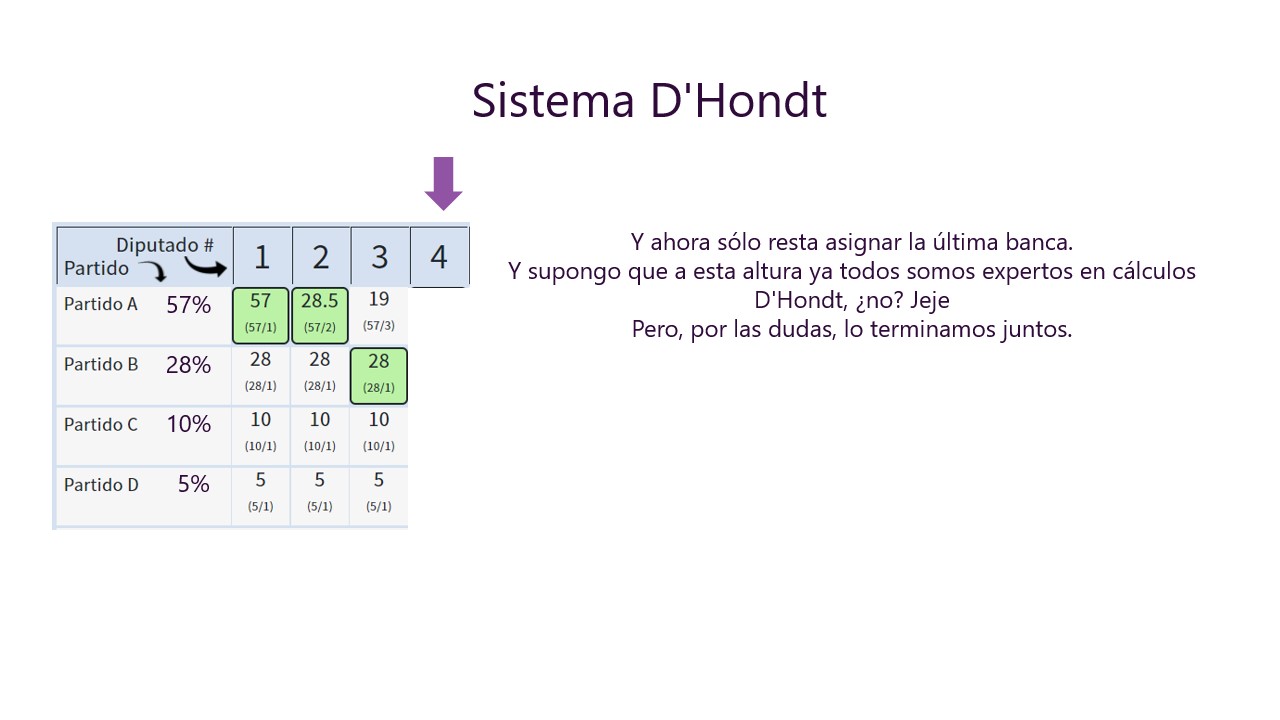 Sistema D'Hondt
Diputado #
Partido
1 2 3 4
Partido A 57% 57 28.5 19
(57/1) (57/2) (57/3)
Partido B 28% 28 28 28
(28/1) (28/1) (28/1)
Partido C 10% 10 10 10
(10/1) (10/1) (10/1)
Partido D 5% 5 5 5
(5/1) (5/1) (5/1)
Y ahora sólo resta asignar la última banca.
Y supongo que a esta altura ya todos somos expertos en cálculos
D'Hondt, ¿no? Jeje
Pero, por las dudas, lo terminamos juntos.